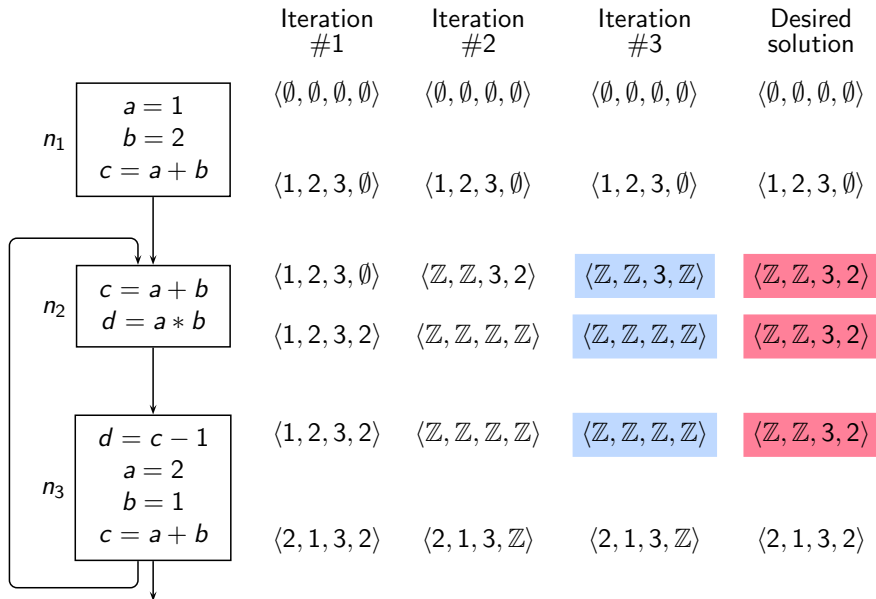 Iteration #1 Iteration #2 Iteration #3 Desired solution
⟨∅, ∅, ∅, ∅⟩ ⟨∅, ∅, ∅, ∅⟩ ⟨∅, ∅, ∅, ∅⟩ ⟨∅, ∅, ∅, ∅⟩
a = 1
n₁ b = 2
c = a + b
⟨1, 2, 3, ∅⟩ ⟨1, 2, 3, ∅⟩ ⟨1, 2, 3, ∅⟩ ⟨1, 2, 3, ∅⟩
⟨1, 2, 3, ∅⟩ ⟨ℤ, ℤ, 3, 2⟩ ⟨ℤ, ℤ, 3, ℤ⟩ ⟨ℤ, ℤ, 3, 2⟩
c = a + b
n₂
d = a ∗ b
⟨1, 2, 3, 2⟩ ⟨ℤ, ℤ, ℤ, ℤ⟩ ⟨ℤ, ℤ, ℤ, ℤ⟩ ⟨ℤ, ℤ, 3, 2⟩
d = c − 1 ⟨1, 2, 3, 2⟩ ⟨ℤ, ℤ, ℤ, ℤ⟩ ⟨ℤ, ℤ, ℤ, ℤ⟩ ⟨ℤ, ℤ, 3, 2⟩
a = 2
n₃
b = 1
c = a + b ⟨2, 1, 3, 2⟩ ⟨2, 1, 3, ℤ⟩ ⟨2, 1, 3, ℤ⟩ ⟨2, 1, 3, 2⟩